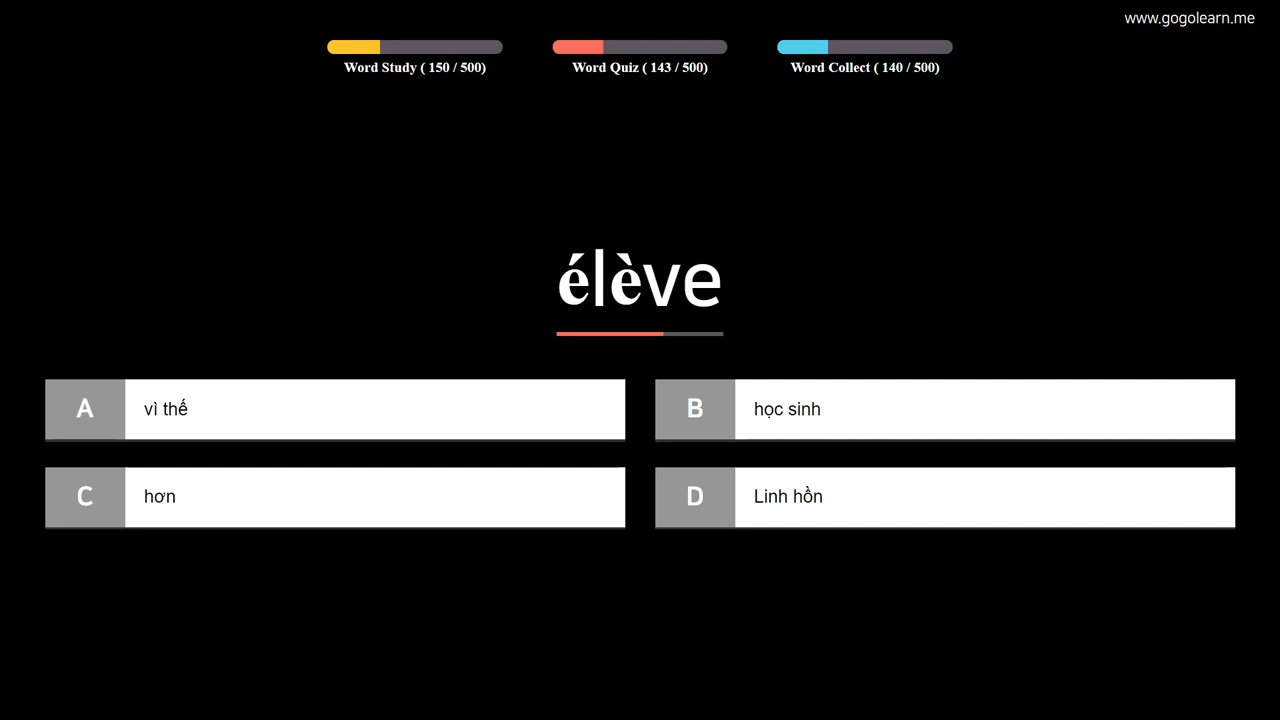 www.gogolearn.me
Word Study ( 150 / 500)
Word Quiz ( 143 / 500)
Word Collect ( 140 / 500)
élève
A vì thế
B học sinh
C hơn
D Linh hồn